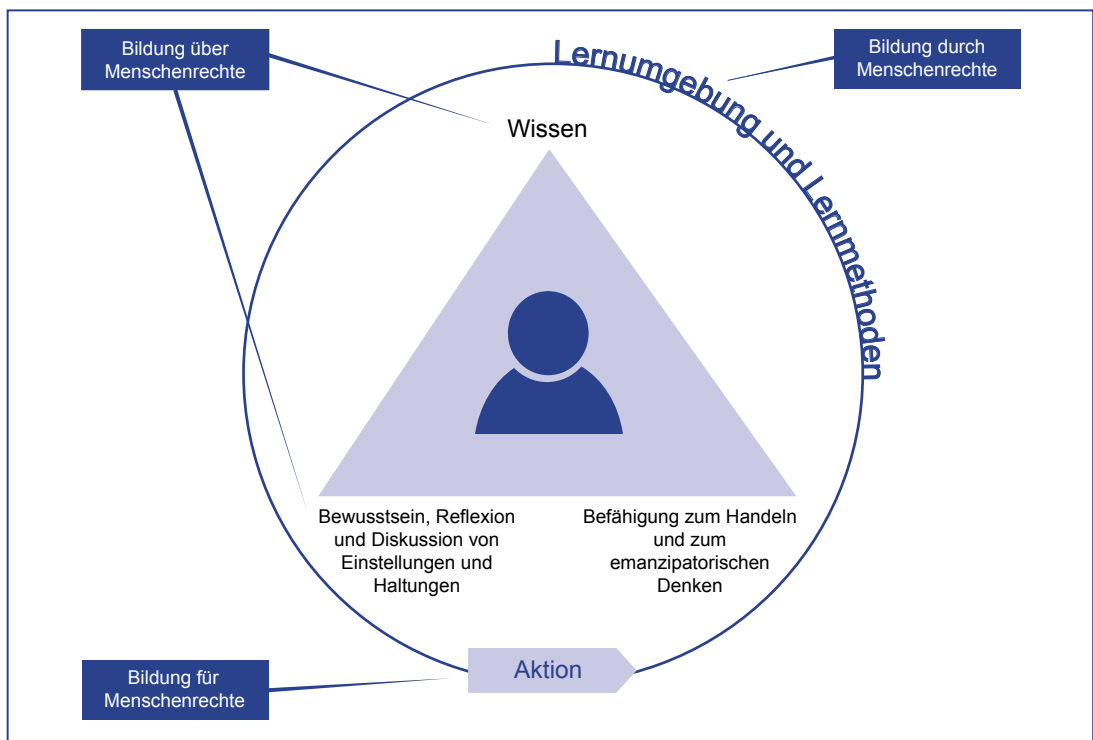 Bildung über
Menschenrechte
Lernumgebung und Lernmethoden
Bildung durch
Menschenrechte
Wissen
Bewusstsein, Reflexion
und Diskussion von
Einstellungen und
Haltungen
Befähigung zum Handeln
und zum
emanzipatorischen
Denken
Bildung für
Menschenrechte
Aktion